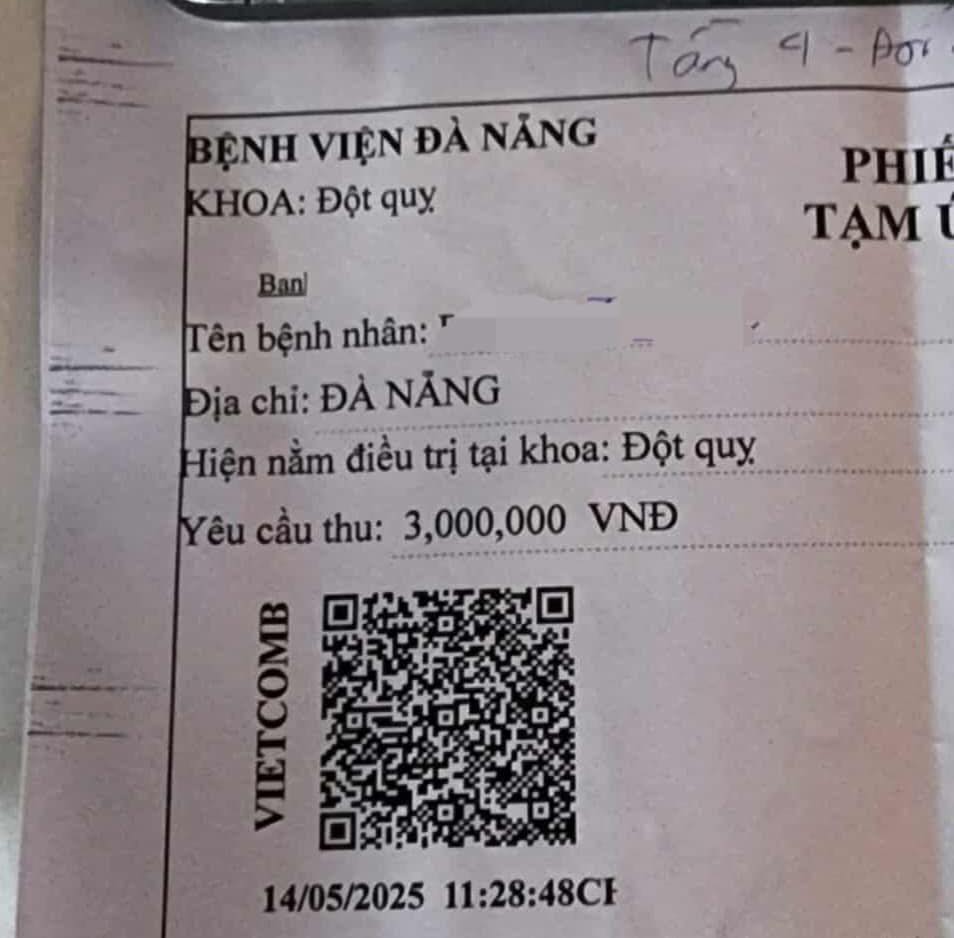 Tầng 4 - Đợi
BỆNH VIỆN ĐÀ NẴNG
KHOA: Đột quỵ
PHIẾ
TẠM Ứ
Ban
Tên bệnh nhân:
Địa chỉ: ĐÀ NẴNG
Hiện nằm điều trị tại khoa: Đột quỵ
Yêu cầu thu: 3,000,000 VNĐ
VIETCOMB
14/05/2025 11:28:48CH